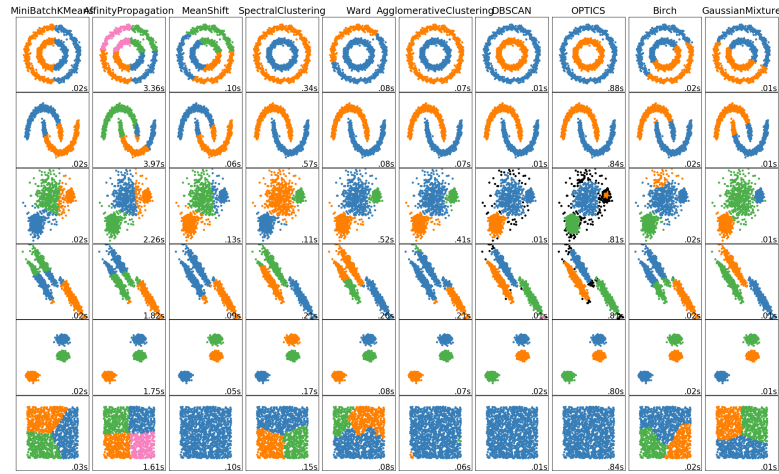 MiniBatchKMeans AffinityPropagation MeanShift SpectralClustering Ward AgglomerativeClustering DBSCAN OPTICS Birch GaussianMixture
.02s 3.36s .10s .34s .08s .07s .01s .88s .02s .01s
.02s 3.97s .06s .57s .08s .07s .01s .84s .02s .01s
.02s 2.26s .13s .11s .52s .41s .01s .81s .02s .01s
1.82s .09s .21s
.02s 1.75s .05s .17s .08s .07s .02s .80s .02s .01s
.03s 1.61s .10s .15s .08s .06s .01s .84s .02s .01s